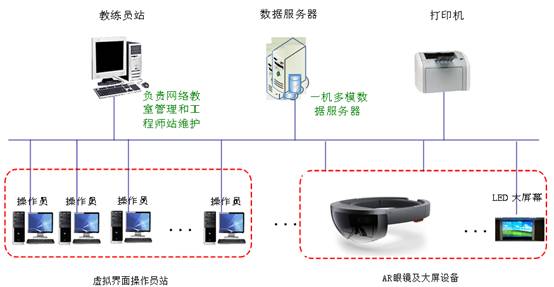 教练员站
数据服务器
打印机
负责网络教
室管理和工
程师站维护
一机多模数
据服务器
操作员
操作员
操作员
操作员
LED 大屏幕
...
...
...
虚拟界面操作员站
AR眼镜及大屏设备